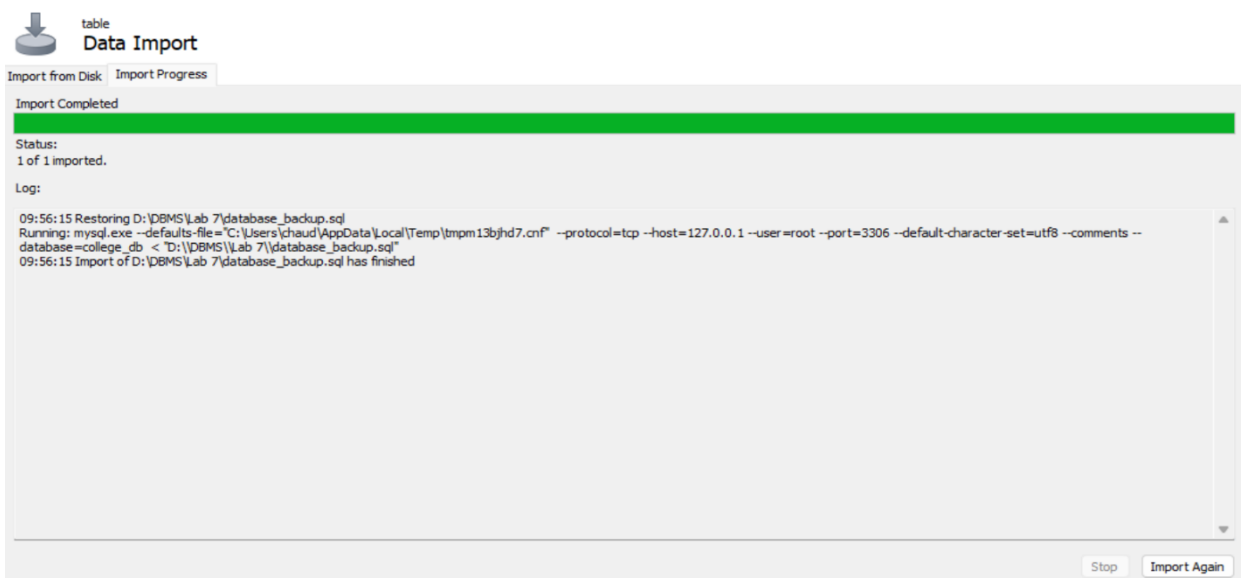 table
Data Import
Import from Disk Import Progress
Import Completed
Status:
1 of 1 imported.
Log:
09:56:15 Restoring D:\DBMS\Lab 7\database_backup.sql
Running: mysql.exe --defaults-file="C:\Users\chaud\AppData\Local\Temp\tmpm13bjhd7.cnf" --protocol=tcp --host=127.0.0.1 --user=root --port=3306 --default-character-set=utf8 --comments --
database=college_db < "D:\\DBMS\\Lab 7\\database_backup.sql"
09:56:15 Import of D:\DBMS\Lab 7\database_backup.sql has finished
Stop Import Again